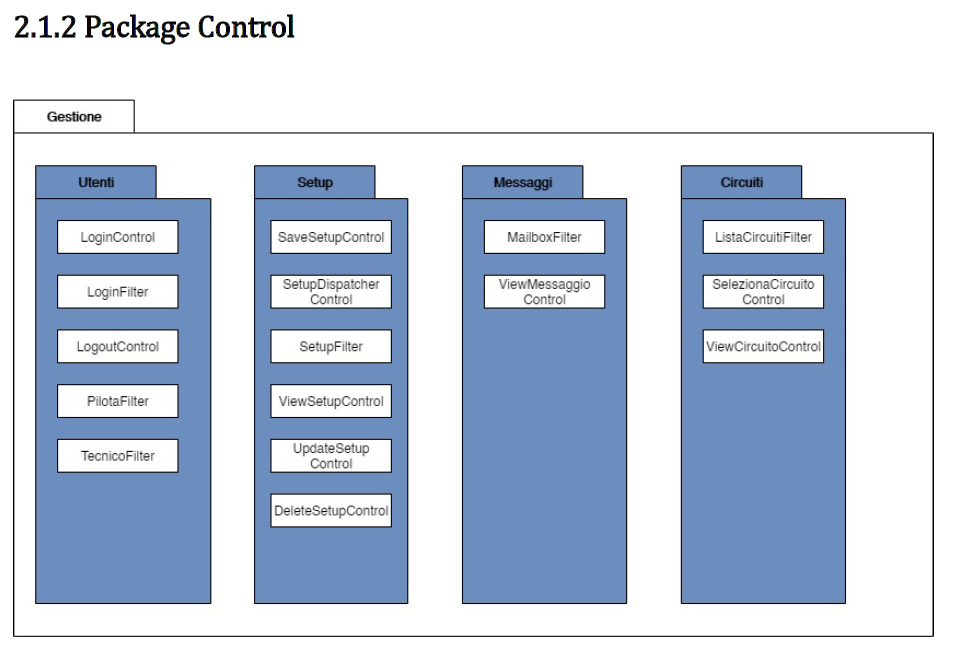 2.1.2 Package Control
Gestione
Utenti
LoginControl
LoginFilter
LogoutControl
PilotaFilter
TecnicoFilter
Setup
SaveSetupControl
SetupDispatcher
Control
SetupFilter
ViewSetupControl
UpdateSetup
Control
DeleteSetupControl
Messaggi
MailboxFilter
ViewMessaggio
Control
Circuiti
ListaCircuitiFilter
SelezionaCircuito
Control
ViewCircuitoControl